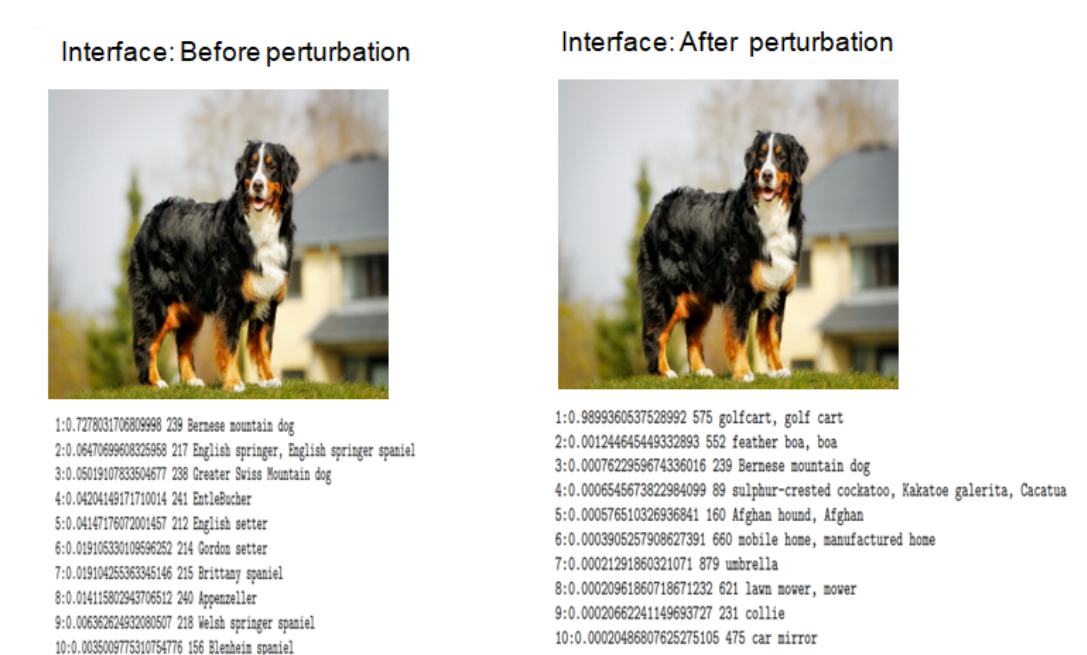 Interface: Before perturbation
1:0.7278031706809998 239 Bernese mountain dog
2:0.06470699608325958 217 English springer, English springer spaniel
3:0.05019107833504677 238 Greater Swiss Mountain dog
4:0.04204149171710014 241 EntleBucher
5:0.04147176072001457 212 English setter
6:0.019105330109596252 214 Gordon setter
7:0.019104255363345146 215 Brittany spaniel
8:0.014115802943706512 240 Appenzeller
9:0.006362624932080507 218 Welsh springer spaniel
10:0.0035009775310754776 156 Blenheim spaniel
Interface: After perturbation
1:0.9899360537528992 575 golfcart, golf cart
2:0.001244645449332893 552 feather boa, boa
3:0.0007622959674336016 239 Bernese mountain dog
4:0.0006545673822984099 89 sulphur-crested cockatoo, Kakatoe galerita, Cacatua
5:0.000576510326936841 160 Afghan hound, Afghan
6:0.0003905257908627391 660 mobile home, manufactured home
7:0.00021291860321071 879 umbrella
8:0.00020961860718671232 621 lawn mower, mower
9:0.00020662241149693727 231 collie
10:0.00020486807625275105 475 car mirror